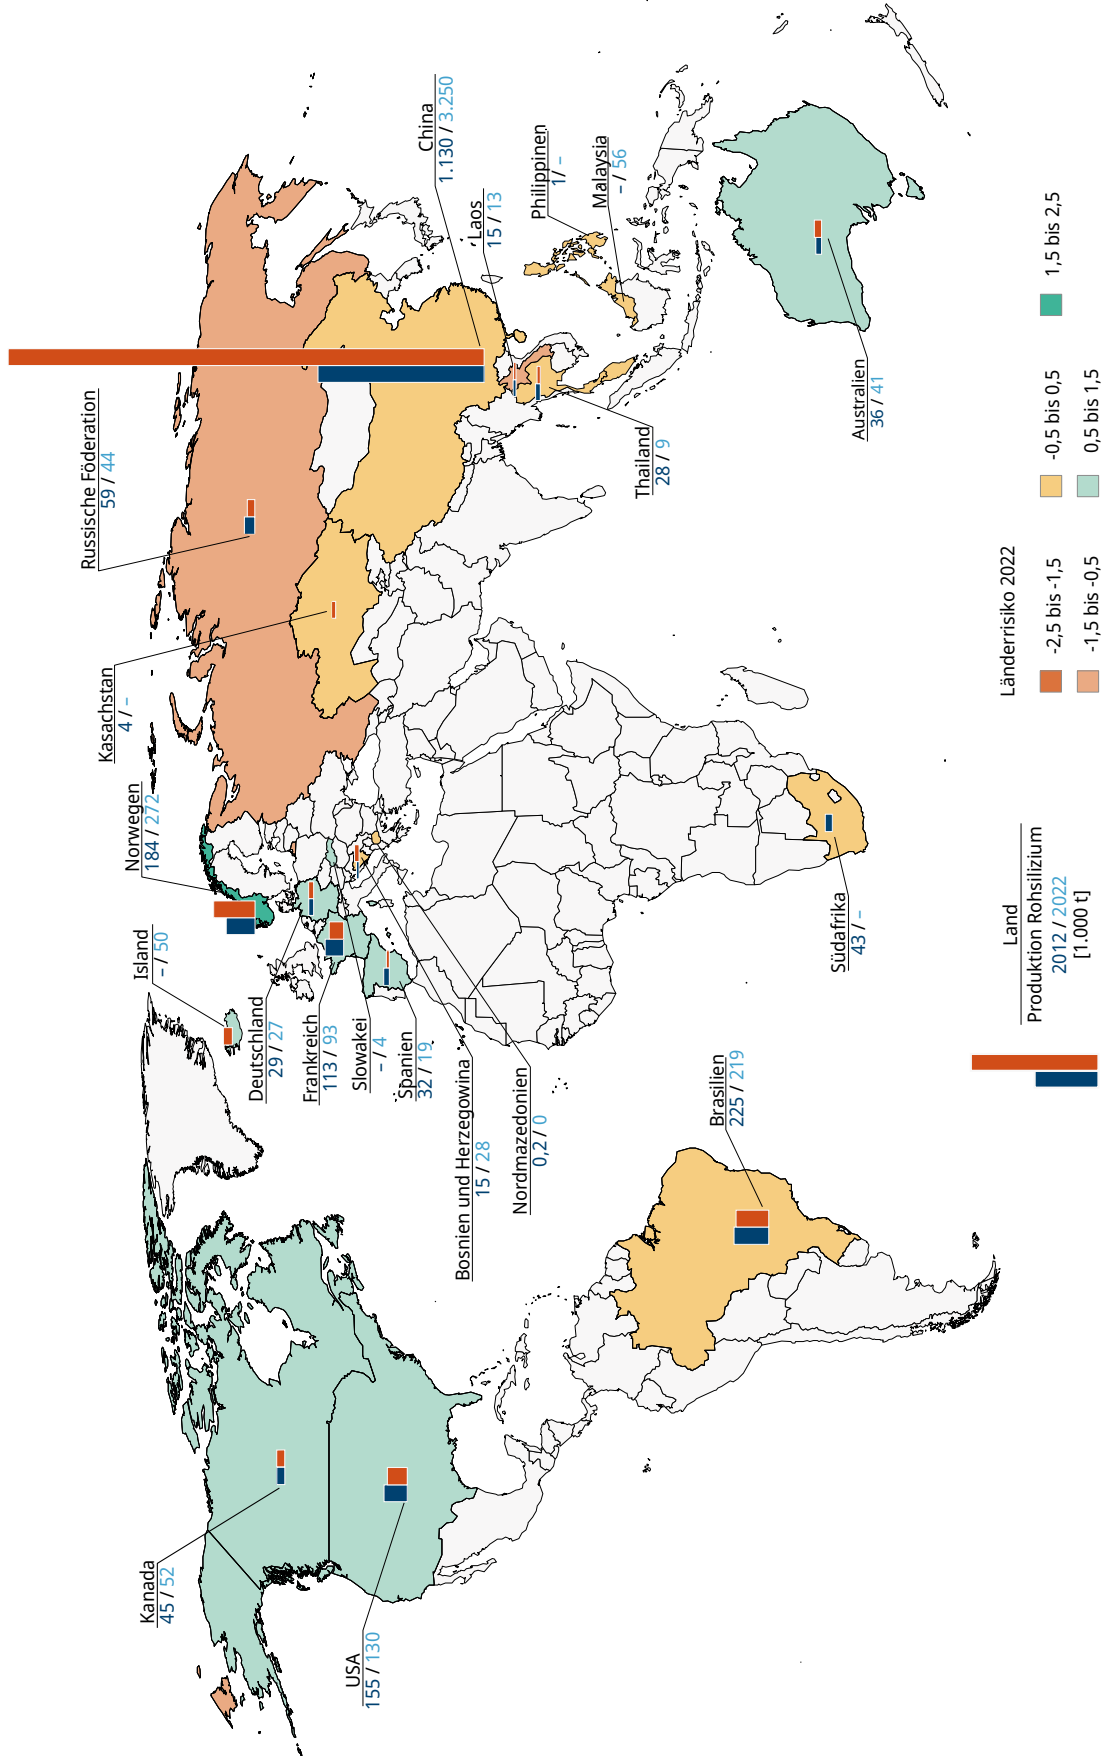 Kanada
45 / 52
USA
155 / 130
Island
– / 50
Norwegen
184 / 272
Kasachstan
4 / –
Russische Föderation
59 / 44
China
1.130 / 3.250
Laos
15 / 13
Philippinen
1/ –
Malaysia
– / 56
Deutschland
29 / 27
Frankreich
113 / 93
Slowakei
– / 4
Spanien
32 / 19
Bosnien und Herzegowina
15 / 28
Nordmazedonien
0,2 / 0
Thailand
28 / 9
Brasilien
225 / 219
Südafrika
43 / –
Australien
36 / 41
Land
Produktion Rohsilizium
2012 / 2022
[1.000 t]
Länderrisiko 2022
-2,5 bis -1,5
-0,5 bis 0,5
1,5 bis 2,5
-1,5 bis -0,5
0,5 bis 1,5